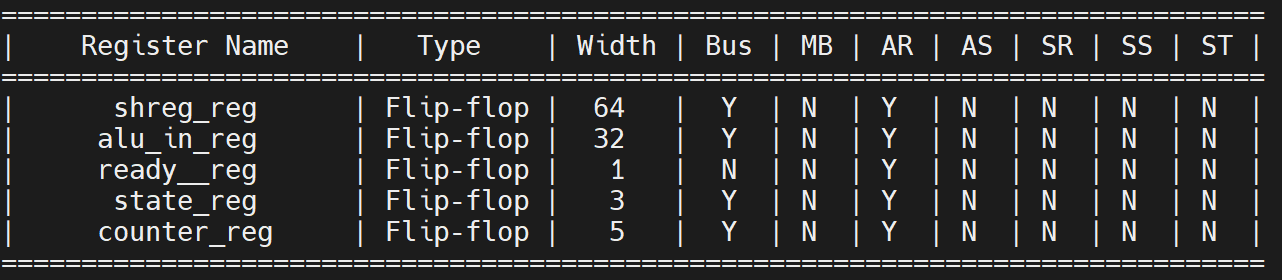 ===============================================================================
|    Register Name    |   Type    | Width | Bus | MB | AR | AS | SR | SS | ST |
===============================================================================
|      shreg_reg      | Flip-flop |  64   |  Y  | N  | Y  | N  | N  | N  | N  |
|     alu_in_reg      | Flip-flop |  32   |  Y  | N  | Y  | N  | N  | N  | N  |
|     ready__reg      | Flip-flop |   1   |  N  | N  | Y  | N  | N  | N  | N  |
|      state_reg      | Flip-flop |   3   |  Y  | N  | Y  | N  | N  | N  | N  |
|     counter_reg     | Flip-flop |   5   |  Y  | N  | Y  | N  | N  | N  | N  |
===============================================================================